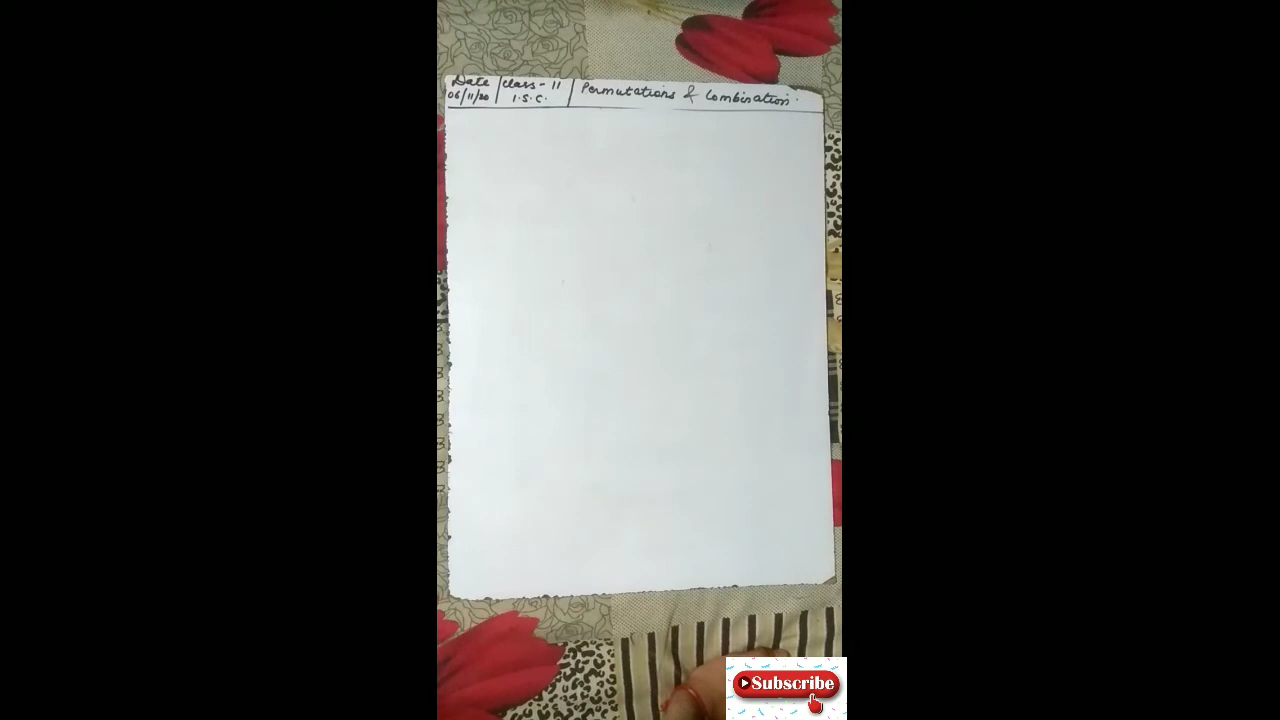 Date | class - 11 | Permutations & Combination.
06/11/20 | I.S.C.
Subscribe